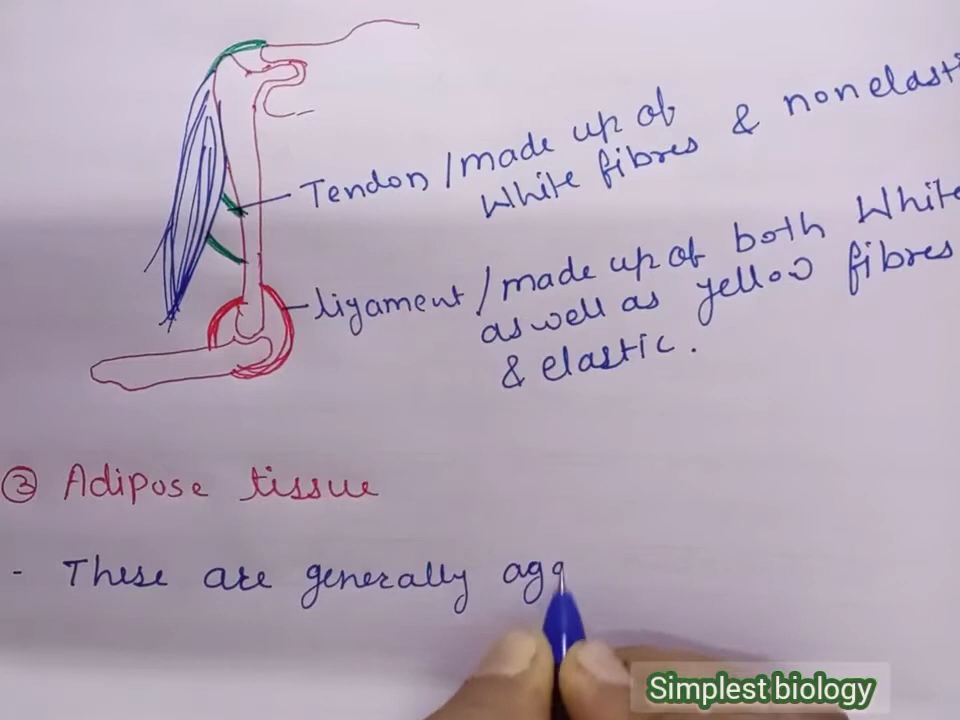 Tendon / made up of
White fibres & nonelasti
ligament / made up of both White
as well as yellow fibres
& elastic.
③ Adipose tissue
- These are generally agg
Simplest biology